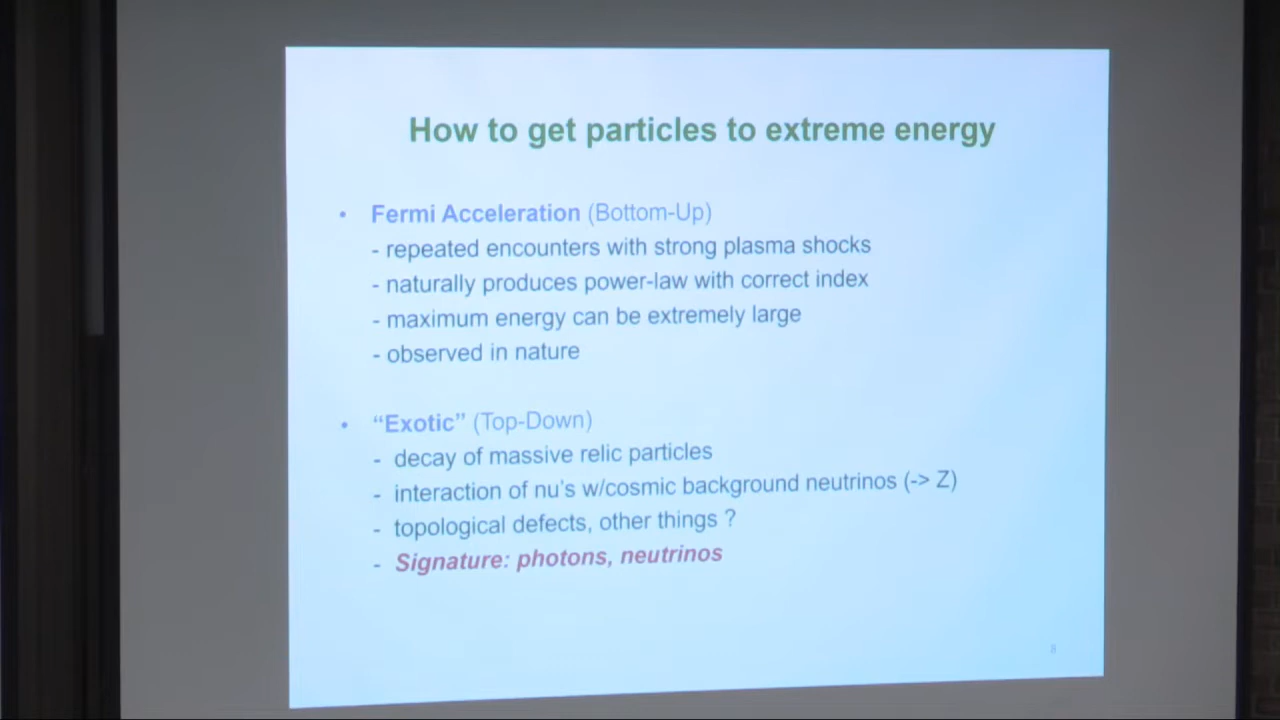 How to get particles to extreme energy
• Fermi Acceleration (Bottom-Up)
- repeated encounters with strong plasma shocks
- naturally produces power-law with correct index
- maximum energy can be extremely large
- observed in nature
• “Exotic” (Top-Down)
- decay of massive relic particles
- interaction of nu's w/cosmic background neutrinos (-> Z)
- topological defects, other things ?
- Signature: photons, neutrinos
8